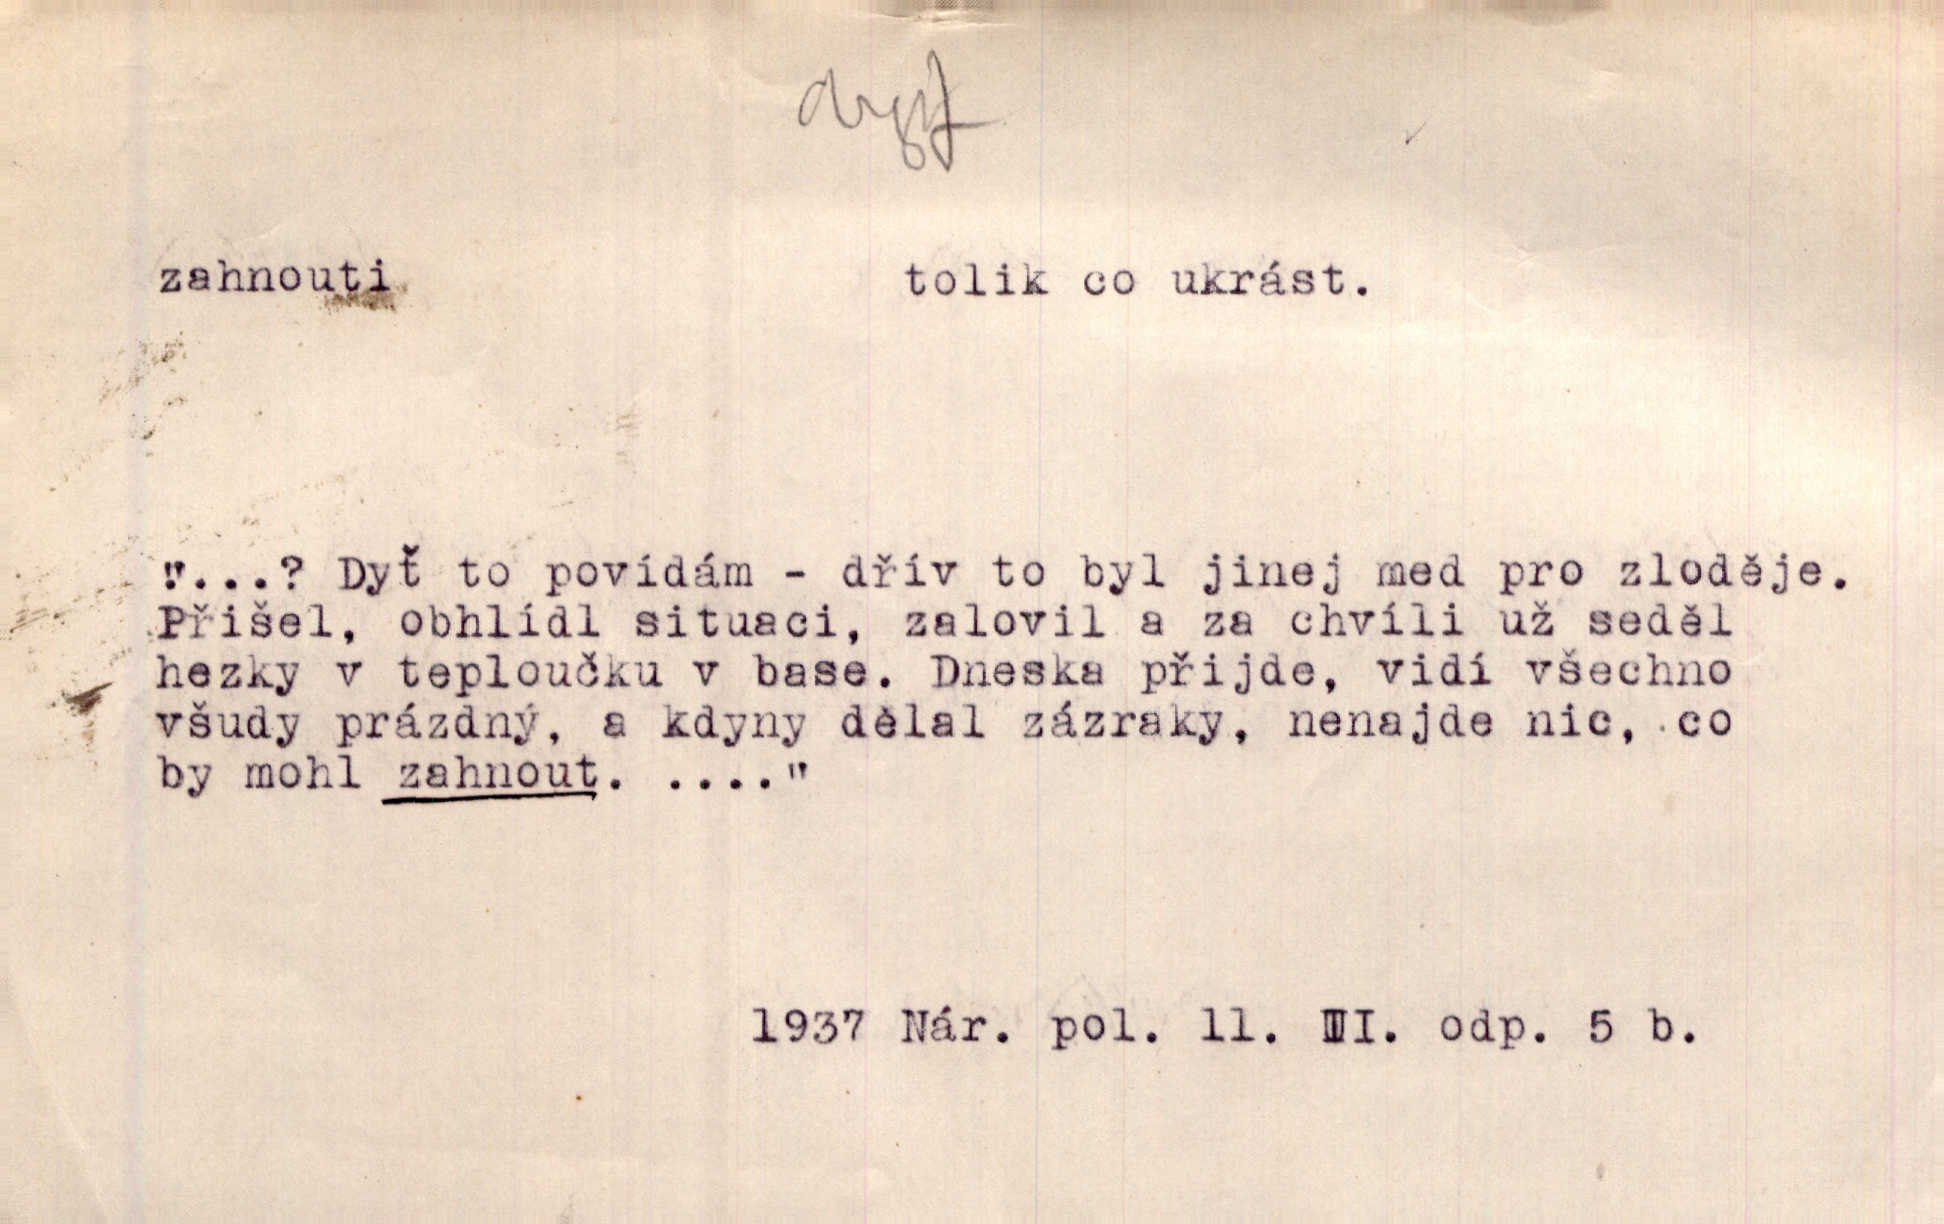 zahnouti tolik co ukrást.
"...? Dyť to povídám - dřív to byl jinej med pro zloděje.
Přišel, obhlídl situaci, zalovil a za chvíli už seděl
hezky v teploučku v base. Dneska přijde, vidí všechno
všudy prázdný, a kdyny dělal zázraky, nenajde nic, co
by mohl zahnout. ...."
1937 Nár. pol. 11. III. odp. 5 b.